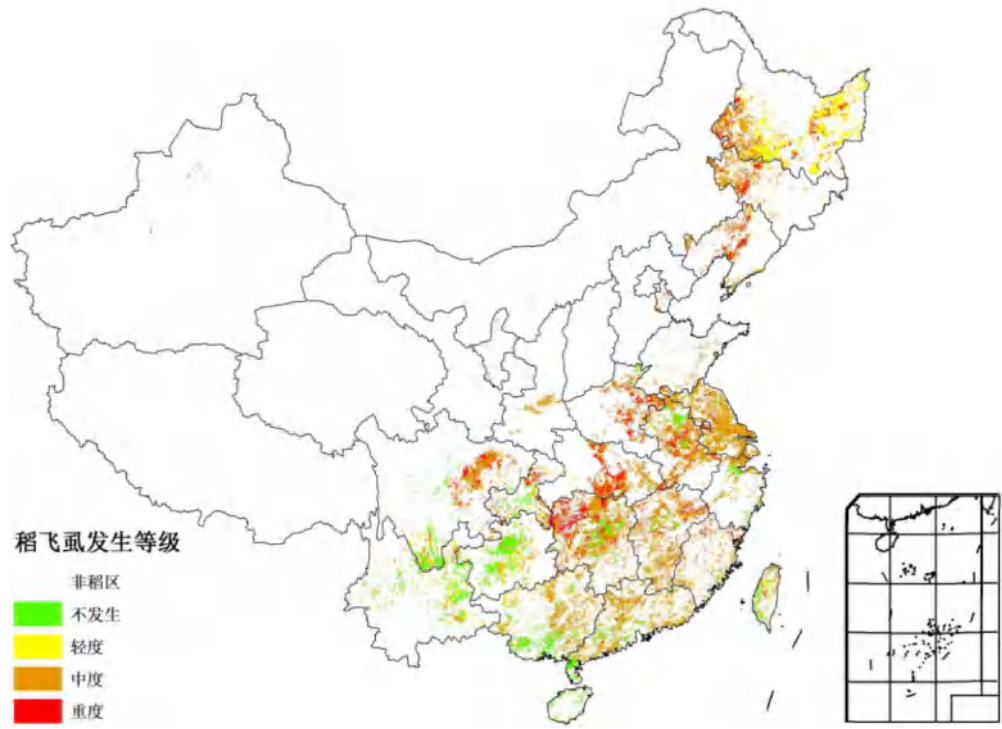 稻飞虱发生等级
非稻区
不发生
轻度
中度
重度